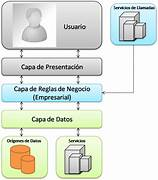 Usuario
Servicios de Llamadas
Capa de Presentación
Capa de Reglas de Negocio
(Empresarial)
Capa de Datos
Orígenes de Datos
Servicios